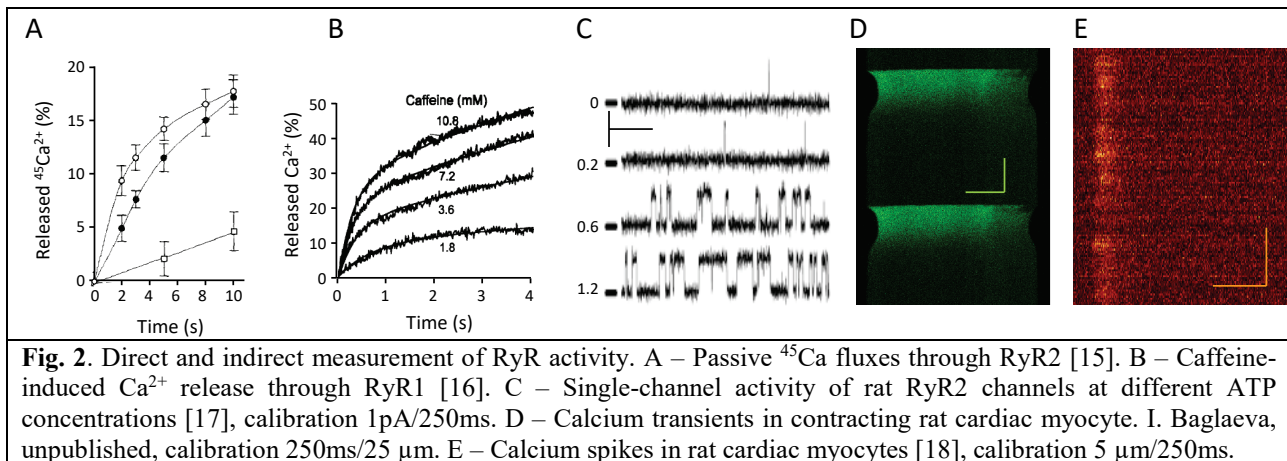 A B C D E
20
15
10
5
0
Released ⁴⁵Ca²⁺ (%)
0 2 4 6 8 10
Time (s)
50
40
30
20
10
0
Released Ca²⁺ (%)
Caffeine (mM)
10.8
7.2
3.6
1.8
0 1 2 3 4
Time (s)
0
0.2
0.6
1.2
Fig. 2. Direct and indirect measurement of RyR activity. A – Passive ⁴⁵Ca fluxes through RyR2 [15]. B – Caffeine-
induced Ca²⁺ release through RyR1 [16]. C – Single-channel activity of rat RyR2 channels at different ATP
concentrations [17], calibration 1pA/250ms. D – Calcium transients in contracting rat cardiac myocyte. I. Baglaeva,
unpublished, calibration 250ms/25 µm. E – Calcium spikes in rat cardiac myocytes [18], calibration 5 µm/250ms.